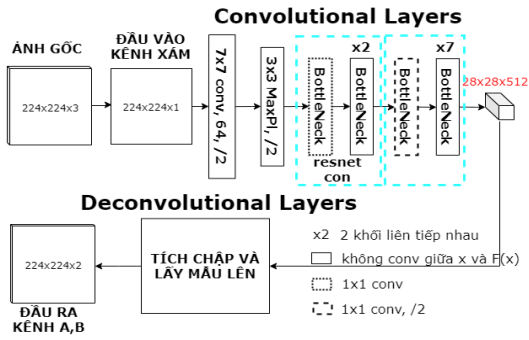 Convolutional Layers
ẢNH GỐC
224x224x3
ĐẦU VÀO
KÊNH XÁM
224x224x1
7x7 conv, 64, /2
3x3 MaxPl, /2
BottleNeck
x2
BottleNeck
resnet
con
BottleNeck
x7
BottleNeck
28x28x512
Deconvolutional Layers
224x224x2
ĐẦU RA
KÊNH A,B
TÍCH CHẬP VÀ
LẤY MẪU LÊN
x2 2 khối liên tiếp nhau
không conv giữa x và F(x)
1x1 conv
1x1 conv, /2